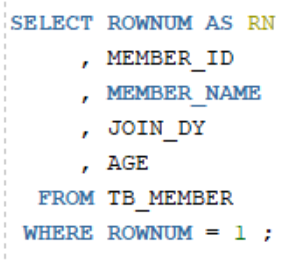 SELECT ROWNUM AS RN
, MEMBER_ID
, MEMBER_NAME
, JOIN_DY
, AGE
FROM TB_MEMBER
WHERE ROWNUM = 1 ;